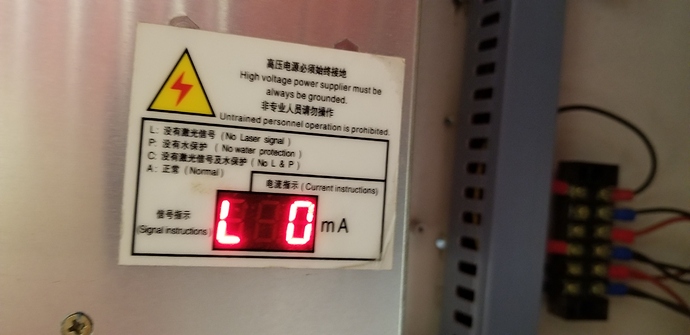 高压电源必须始终接地
High voltage power supplier must be
always be grounded.
非专业人员请勿操作
Untrained personnel operation is prohibited.
L: 没有激光信号 (No Laser signal)
P: 没有水保护 (No water protection)
C: 没有激光信号及水保护 (No L & P)
A: 正常 (Normal)
电流指示 (Current instructions)
信号指示
(Signal instructions)
L 0 mA